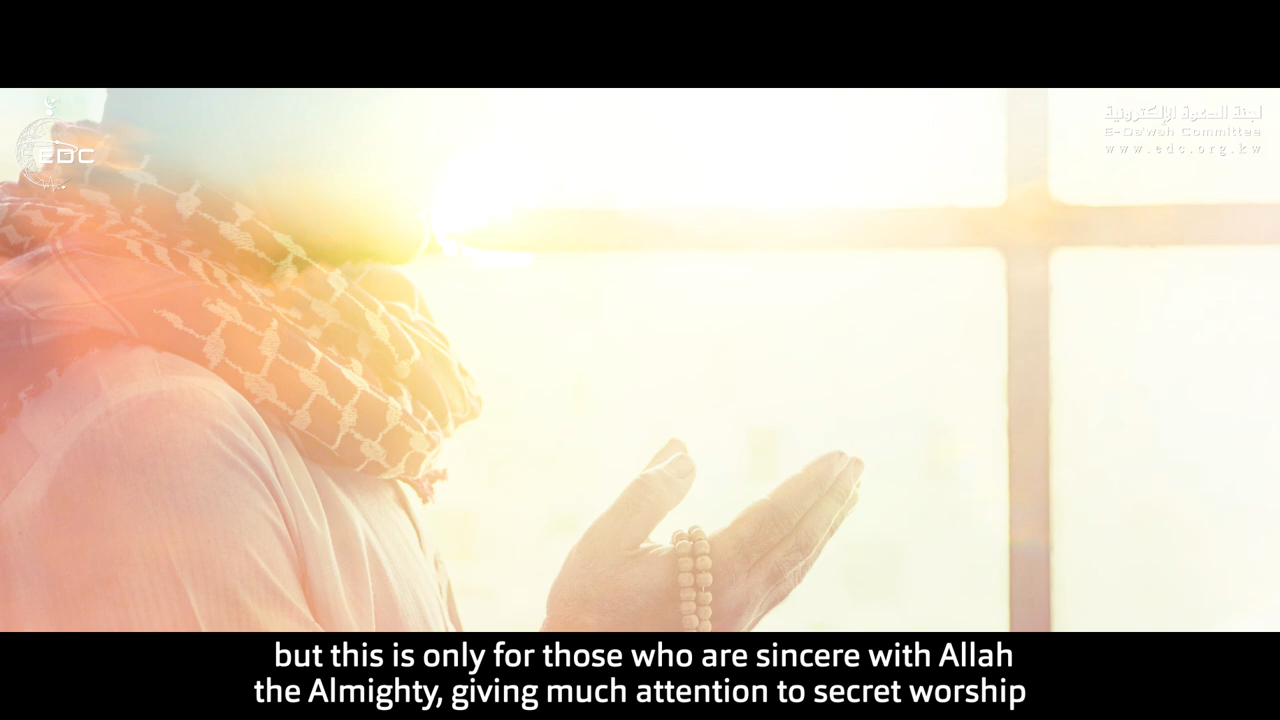 EDC
لجنة الدعوة الإلكترونية
E-Da'wah Committee
www.edc.org.kw
but this is only for those who are sincere with Allah
the Almighty, giving much attention to secret worship